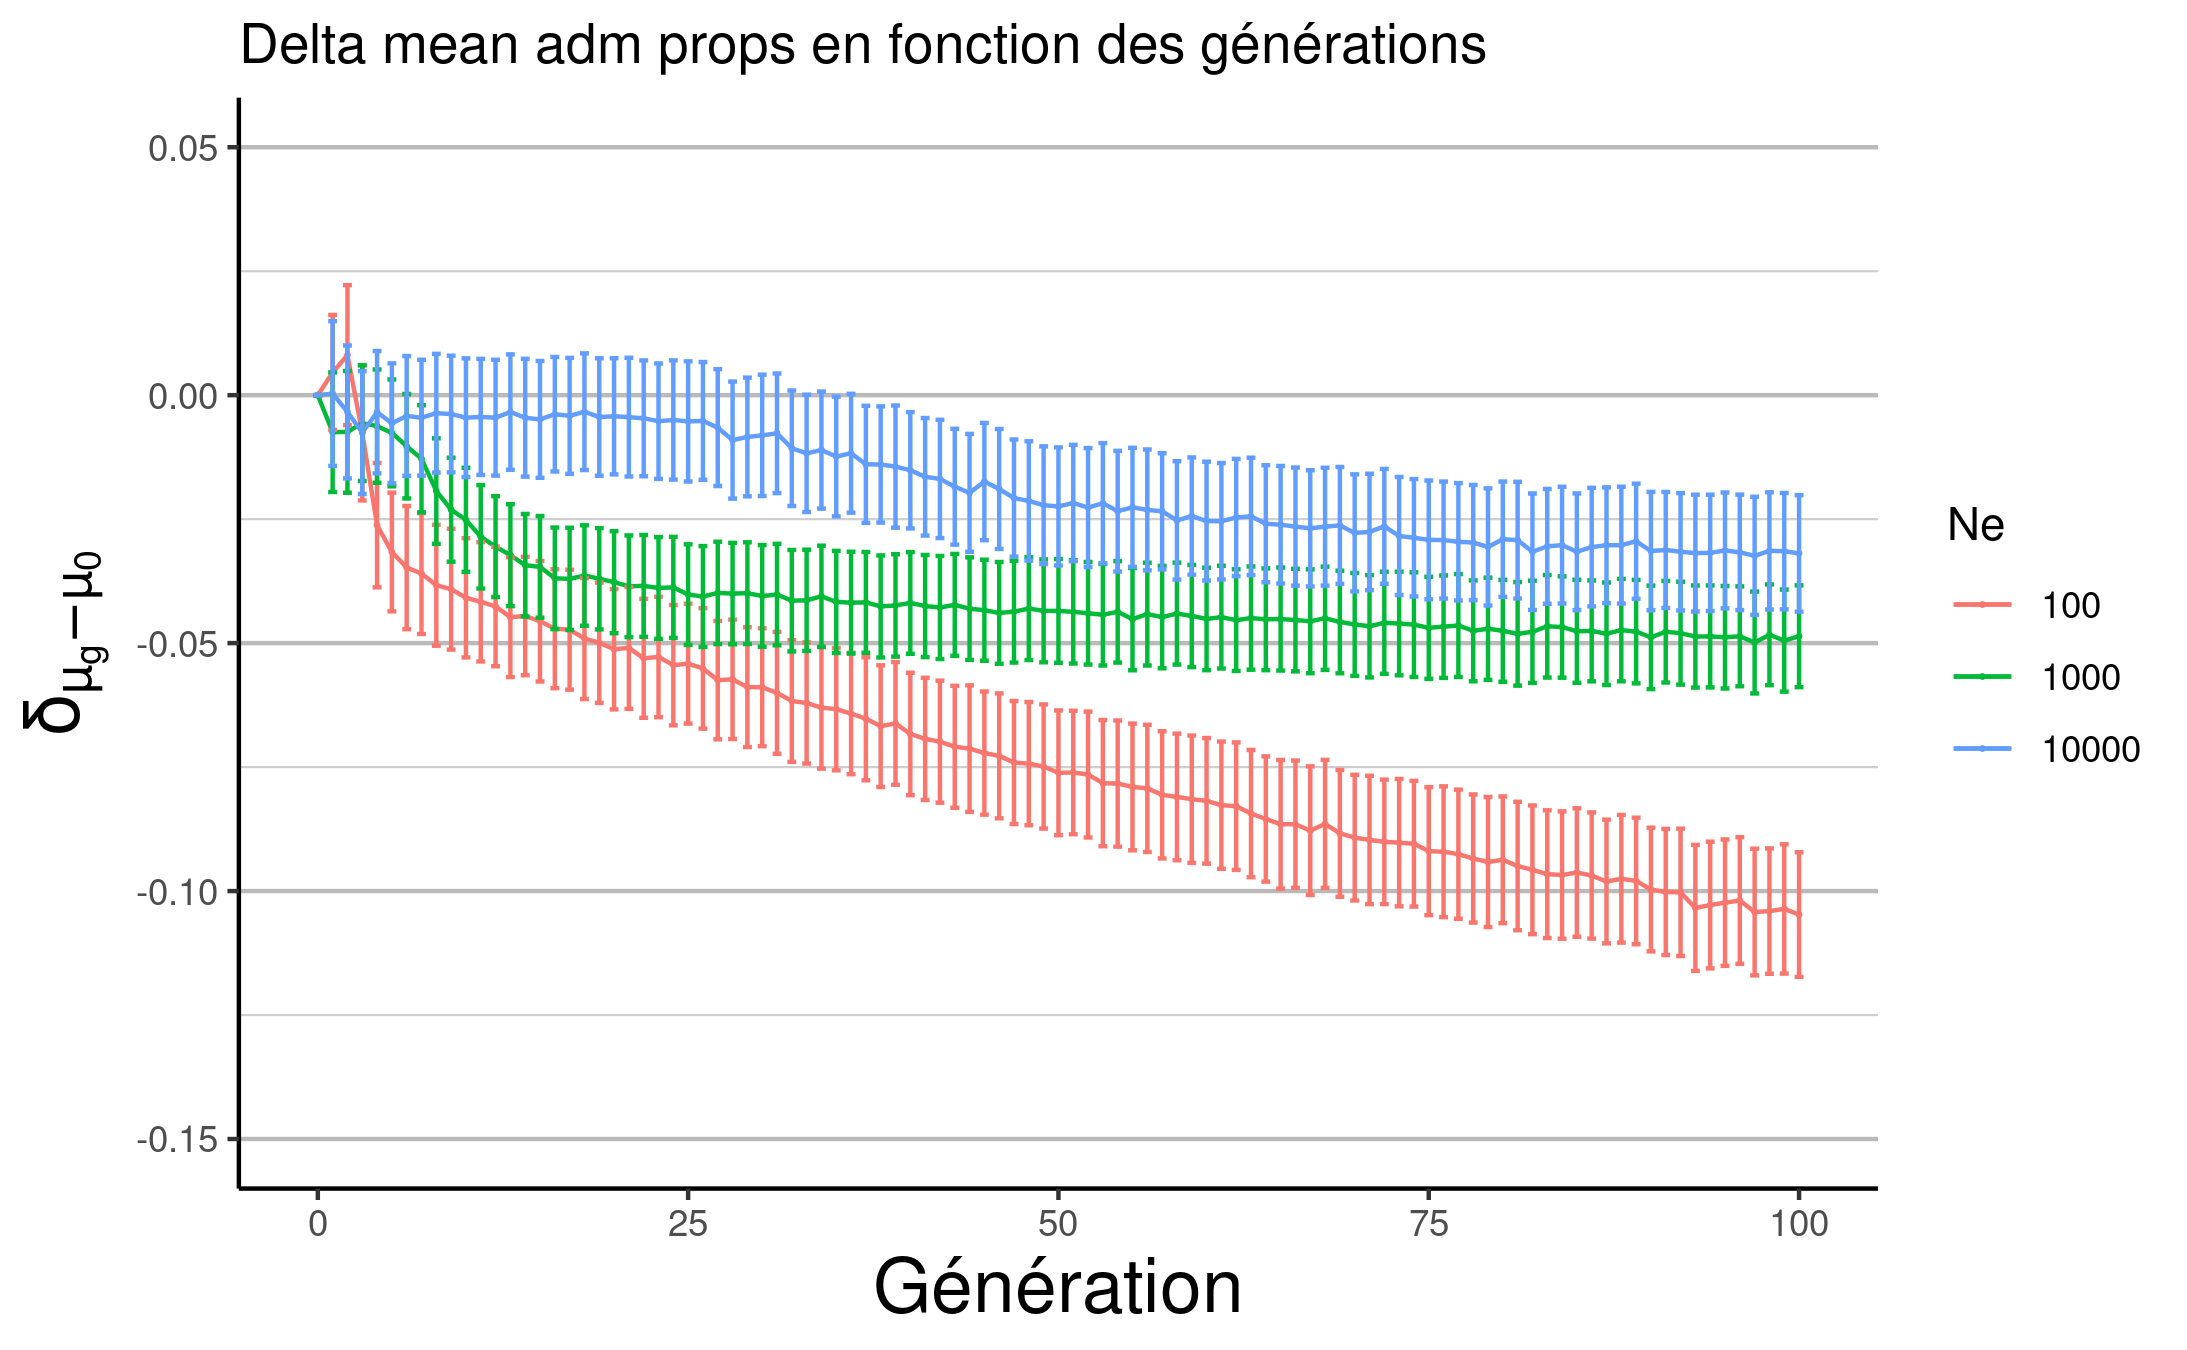 Delta mean adm props en fonction des générations
0.05
0.00
-0.05
-0.10
-0.15
δμg−μ0
0 25 50 75 100
Génération
Ne
100
1000
10000